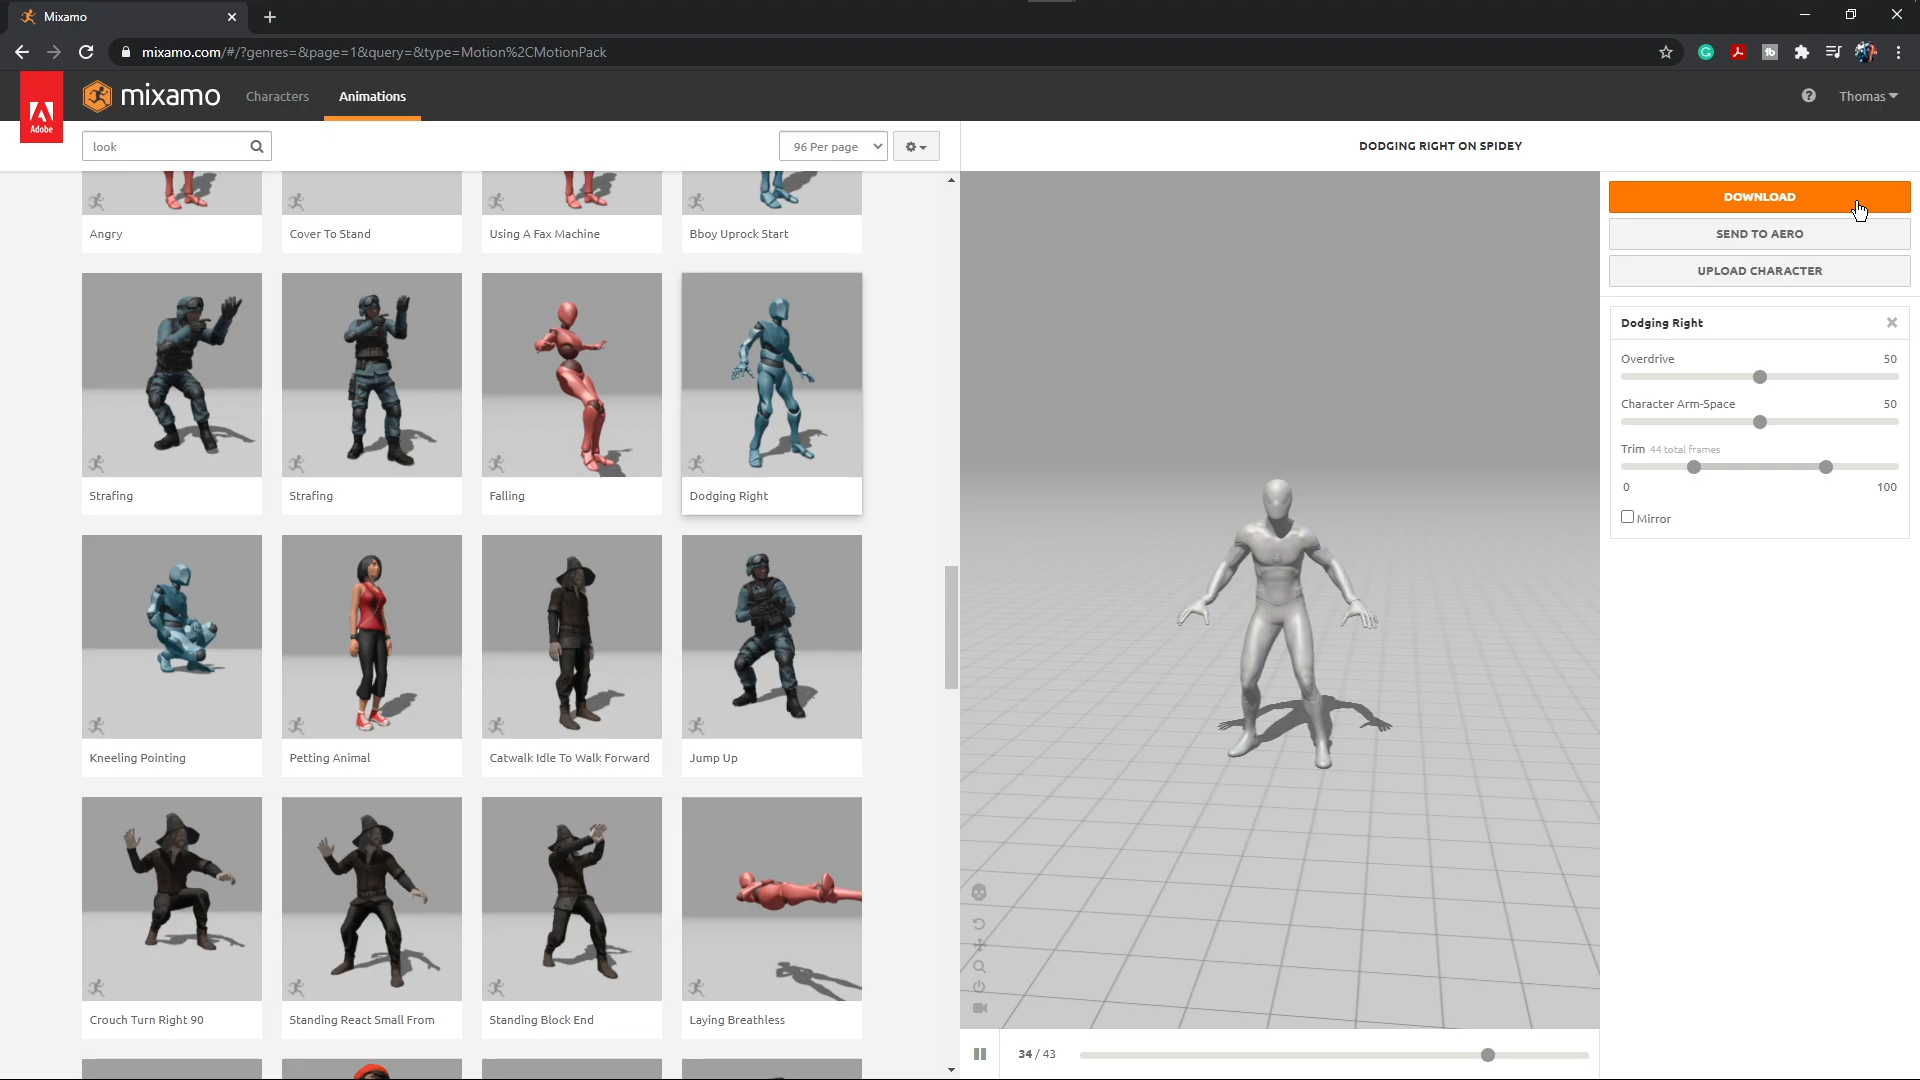 Mixamo
mixamo.com/#/?genres=&page=1&query=&type=Motion%2CMotionPack
Adobe
mixamo
Characters
Animations
Thomas
look
96 Per page
DODGING RIGHT ON SPIDEY
Angry
Cover To Stand
Using A Fax Machine
Bboy Uprock Start
Strafing
Strafing
Falling
Dodging Right
Kneeling Pointing
Petting Animal
Catwalk Idle To Walk Forward
Jump Up
Crouch Turn Right 90
Standing React Small From
Standing Block End
Laying Breathless
DOWNLOAD
SEND TO AERO
UPLOAD CHARACTER
Dodging Right
Overdrive 50
Character Arm-Space 50
Trim 44 total frames
0 100
Mirror
34 / 43